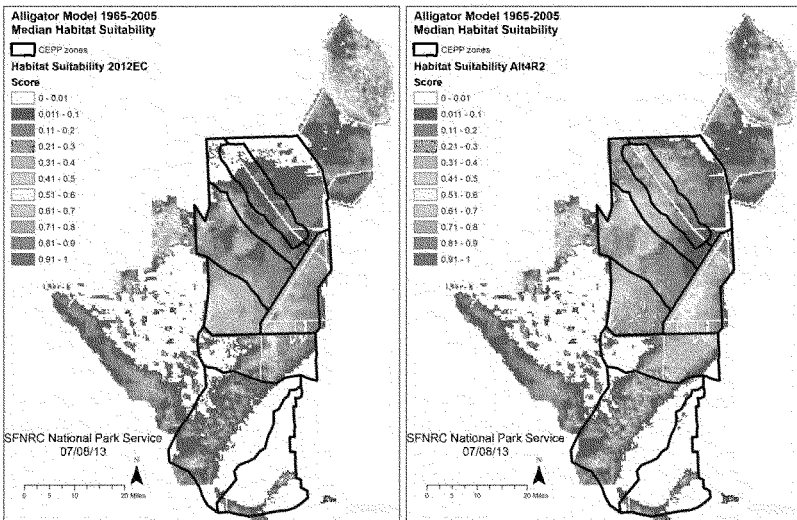 Alligator Model 1965-2005
Median Habitat Suitability
CEPP zones
Habitat Suitability 2012EC
Score
0 - 0.01
0.011 - 0.1
0.11 - 0.2
0.21 - 0.3
0.31 - 0.4
0.41 - 0.5
0.51 - 0.6
0.61 - 0.7
0.71 - 0.8
0.81 - 0.9
0.91 - 1
SFNRC National Park Service
07/08/13
N
0 5 10 20 Miles
Alligator Model 1965-2005
Median Habitat Suitability
CEPP zones
Habitat Suitability Alt4R2
Score
0 - 0.01
0.011 - 0.1
0.11 - 0.2
0.21 - 0.3
0.31 - 0.4
0.41 - 0.5
0.51 - 0.6
0.61 - 0.7
0.71 - 0.8
0.81 - 0.9
0.91 - 1
SFNRC National Park Service
07/08/13
N
0 5 10 20 Miles